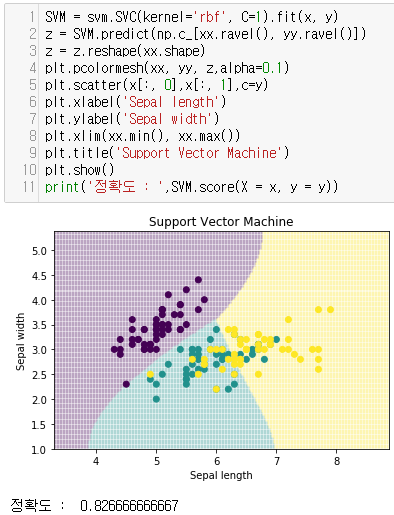 1 SVM = svm.SVC(kernel='rbf', C=1).fit(x, y)
2 z = SVM.predict(np.c_[xx.ravel(), yy.ravel()])
3 z = z.reshape(xx.shape)
4 plt.pcolormesh(xx, yy, z,alpha=0.1)
5 plt.scatter(x[:, 0],x[:, 1],c=y)
6 plt.xlabel('Sepal length')
7 plt.ylabel('Sepal width')
8 plt.xlim(xx.min(), xx.max())
9 plt.title('Support Vector Machine')
10 plt.show()
11 print('정확도 : ',SVM.score(X = x, y = y))
Support Vector Machine
5.0
4.5
4.0
3.5
3.0
2.5
2.0
1.5
1.0
Sepal width
4 5 6 7 8
Sepal length
정확도 : 0.826666666667